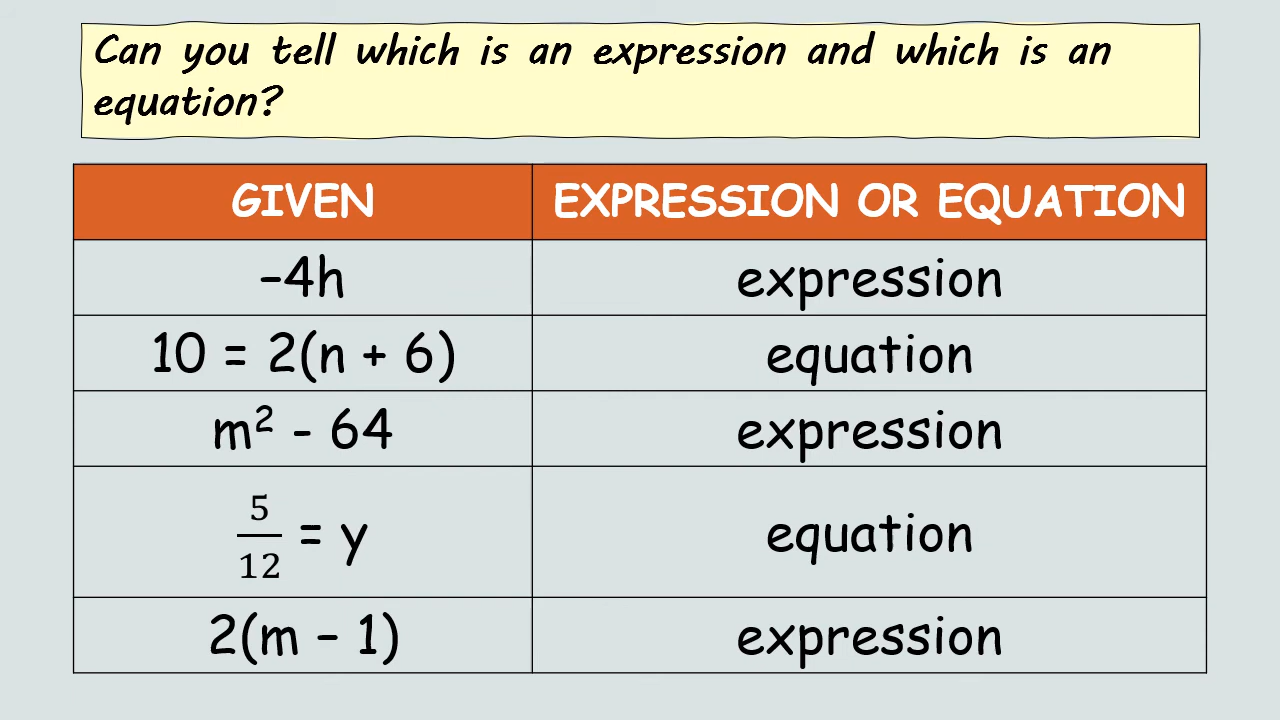 Can you tell which is an expression and which is an
equation?
GIVEN EXPRESSION OR EQUATION
–4h expression
10 = 2(n + 6) equation
m² - 64 expression
5/12 = y equation
2(m – 1) expression